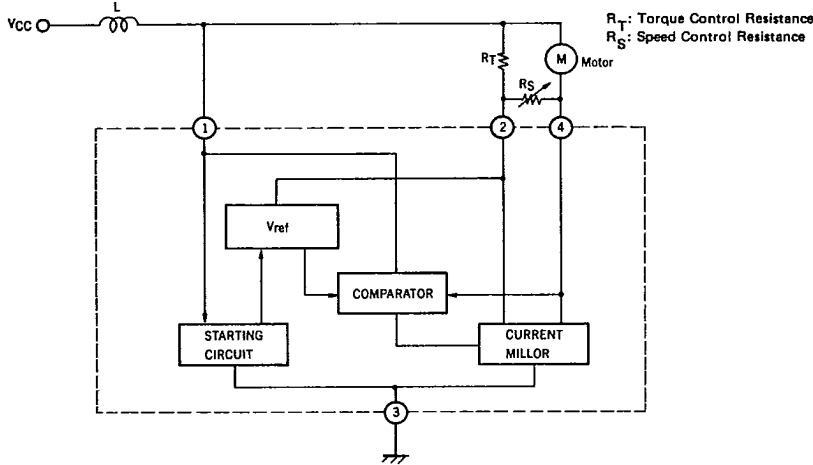 L
VCC
RT: Torque Control Resistance
RS: Speed Control Resistance
RT
M Motor
RS
1
2
4
Vref
COMPARATOR
STARTING
CIRCUIT
CURRENT
MILLOR
3